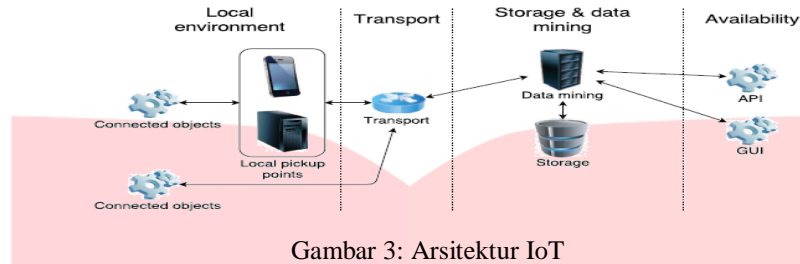 Local
environment
Transport
Storage & data
mining
Availability
Connected objects
Local pickup
points
Transport
Data mining
Storage
API
GUI
Connected objects
Gambar 3: Arsitektur IoT